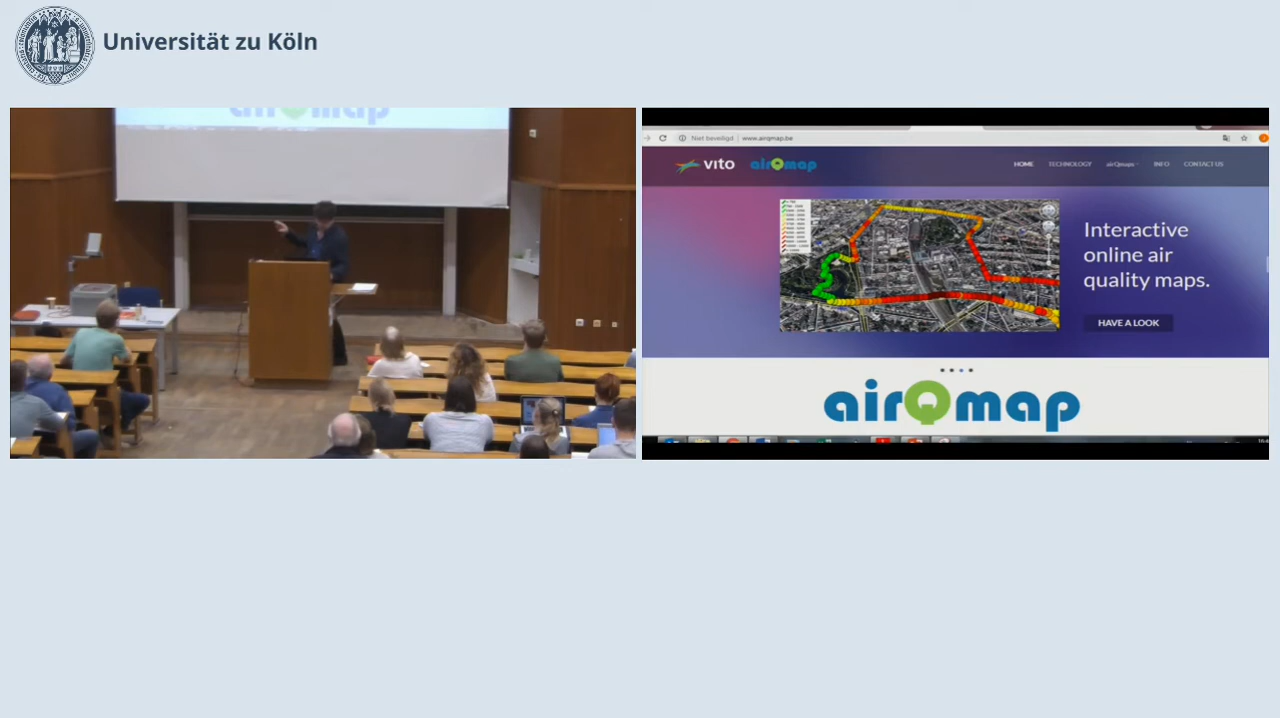 Universität zu Köln
airQmap
Niet beveiligd | www.airqmap.be
vito airQmap
HOME TECHNOLOGY airQmaps INFO CONTACT US
Interactive
online air
quality maps.
HAVE A LOOK
airQmap